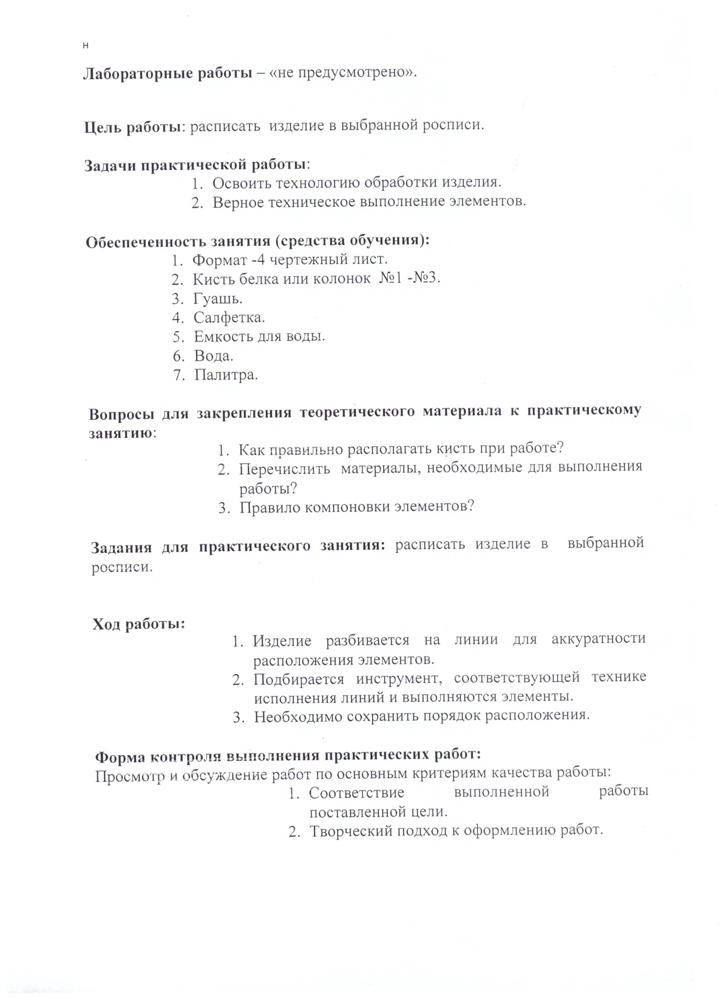 н
Лабораторные работы – «не предусмотрено».
Цель работы: расписать изделие в выбранной росписи.
Задачи практической работы:
1. Освоить технологию обработки изделия.
2. Верное техническое выполнение элементов.
Обеспеченность занятия (средства обучения):
1. Формат -4 чертежный лист.
2. Кисть белка или колонок №1 -№3.
3. Гуашь.
4. Салфетка.
5. Емкость для воды.
6. Вода.
7. Палитра.
Вопросы для закрепления теоретического материала к практическому
занятию:
1. Как правильно располагать кисть при работе?
2. Перечислить материалы, необходимые для выполнения
работы?
3. Правило компоновки элементов?
Задания для практического занятия: расписать изделие в выбранной
росписи.
Ход работы:
1. Изделие разбивается на линии для аккуратности
расположения элементов.
2. Подбирается инструмент, соответствующей технике
исполнения линий и выполняются элементы.
3. Необходимо сохранить порядок расположения.
Форма контроля выполнения практических работ:
Просмотр и обсуждение работ по основным критериям качества работы:
1. Соответствие выполненной работы
поставленной цели.
2. Творческий подход к оформлению работ.